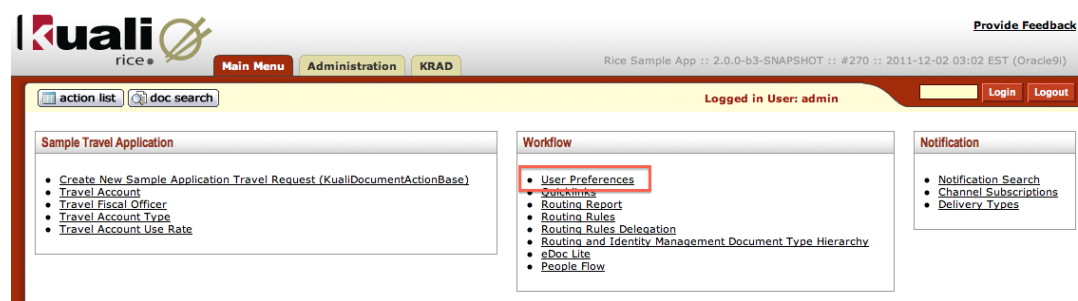 Provide Feedback
kuali
rice
Main Menu Administration KRAD
Rice Sample App :: 2.0.0-b3-SNAPSHOT :: #270 :: 2011-12-02 03:02 EST (Oracle9i)
action list doc search
Logged in User: admin
Login Logout
Sample Travel Application
Create New Sample Application Travel Request (KualiDocumentActionBase)
Travel Account
Travel Fiscal Officer
Travel Account Type
Travel Account Use Rate
Workflow
User Preferences
Quicklinks
Routing Report
Routing Rules
Routing Rules Delegation
Routing and Identity Management Document Type Hierarchy
eDoc Lite
People Flow
Notification
Notification Search
Channel Subscriptions
Delivery Types